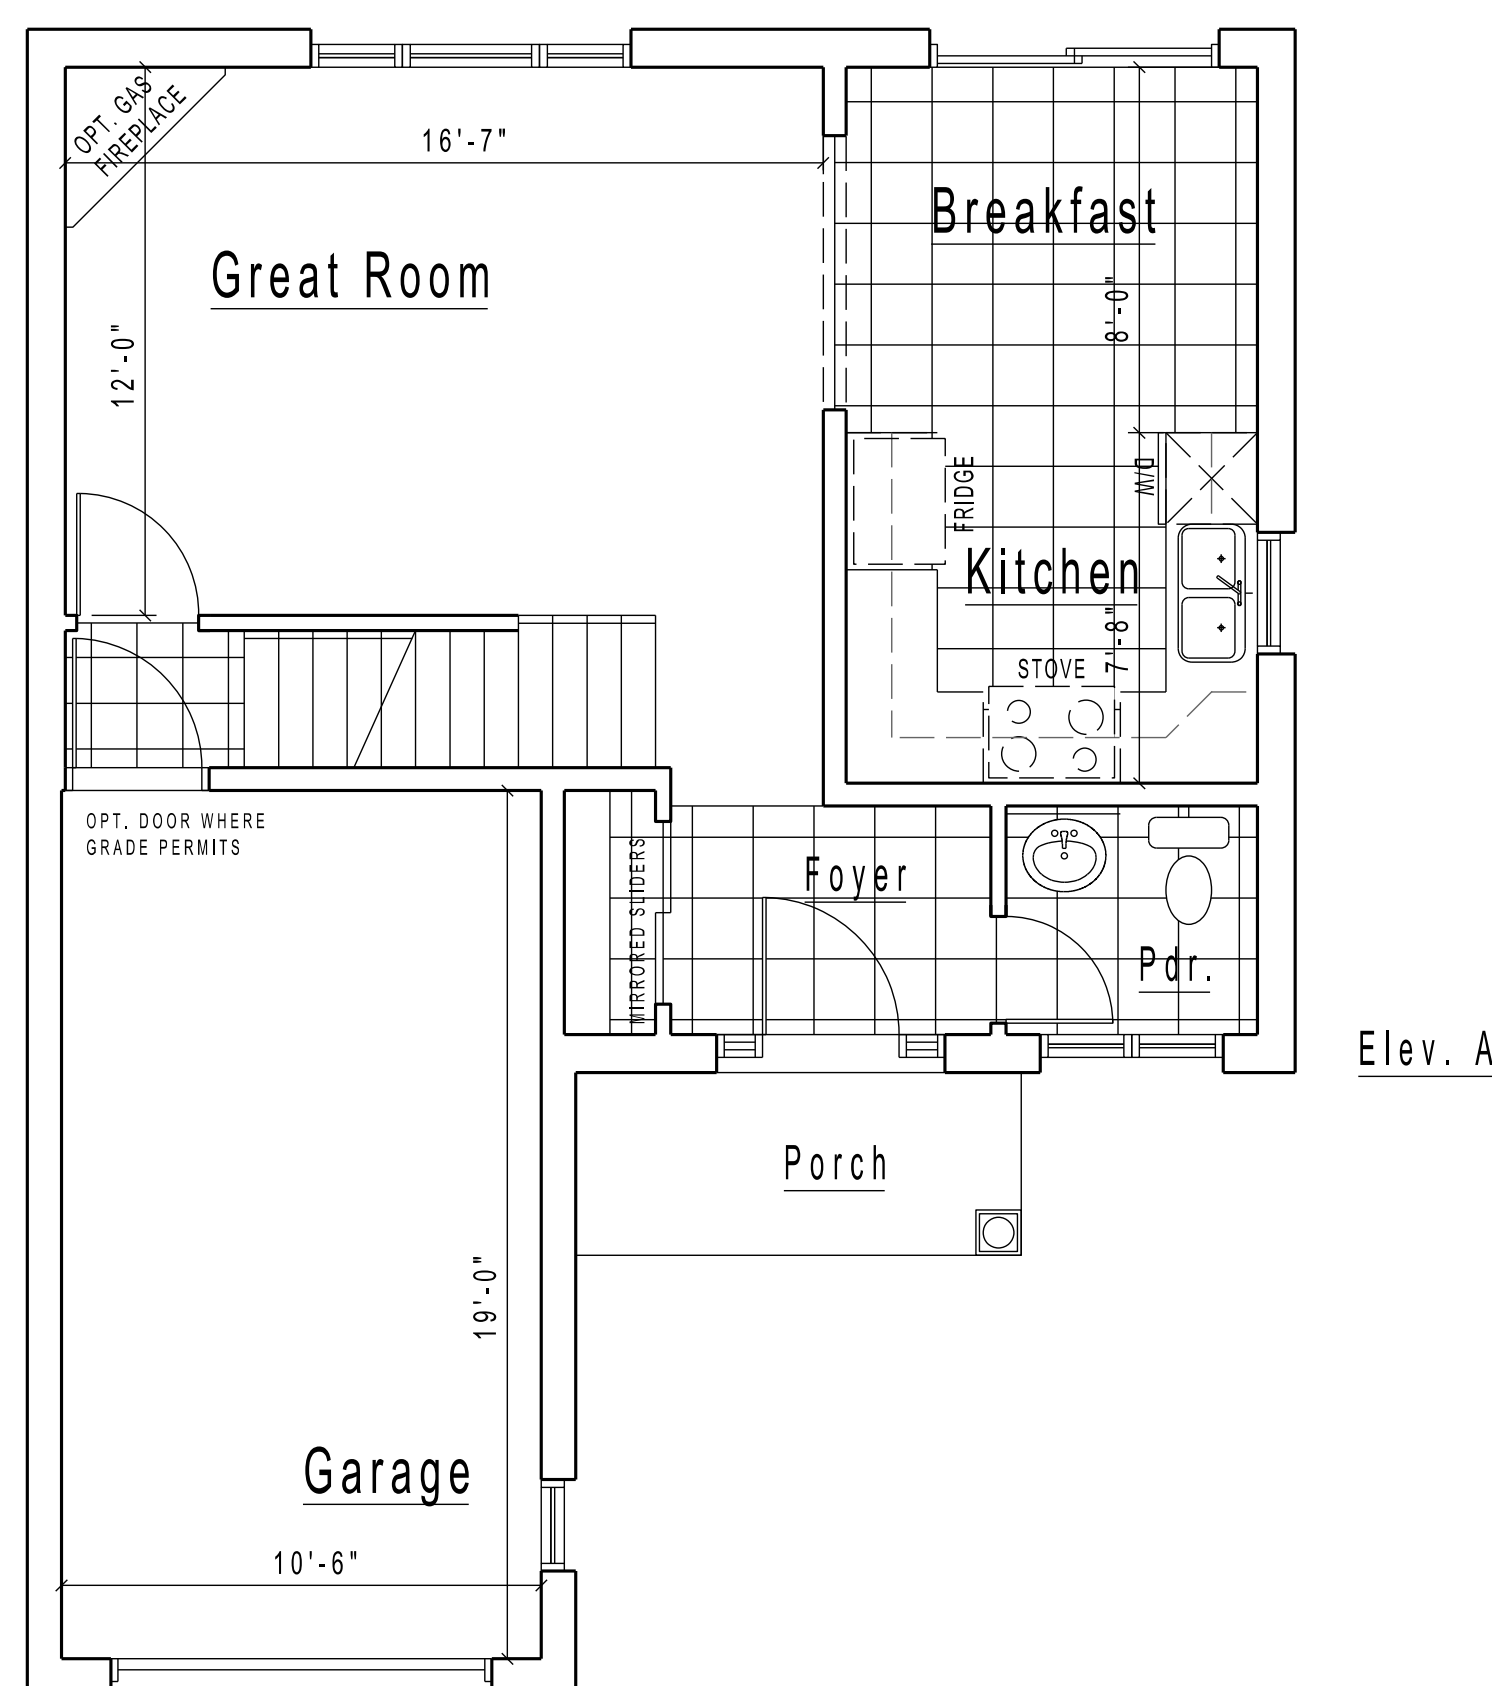 OPT. GAS
FIREPLACE
16'-7"
Breakfast
Great Room
8'-0"
12'-0"
FRIDGE
D/W
Kitchen
7'-8"
STOVE
OPT. DOOR WHERE
GRADE PERMITS
MIRRORED SLIDERS
Foyer
Pdr.
Elev. A
Porch
19'-0"
Garage
10'-6"